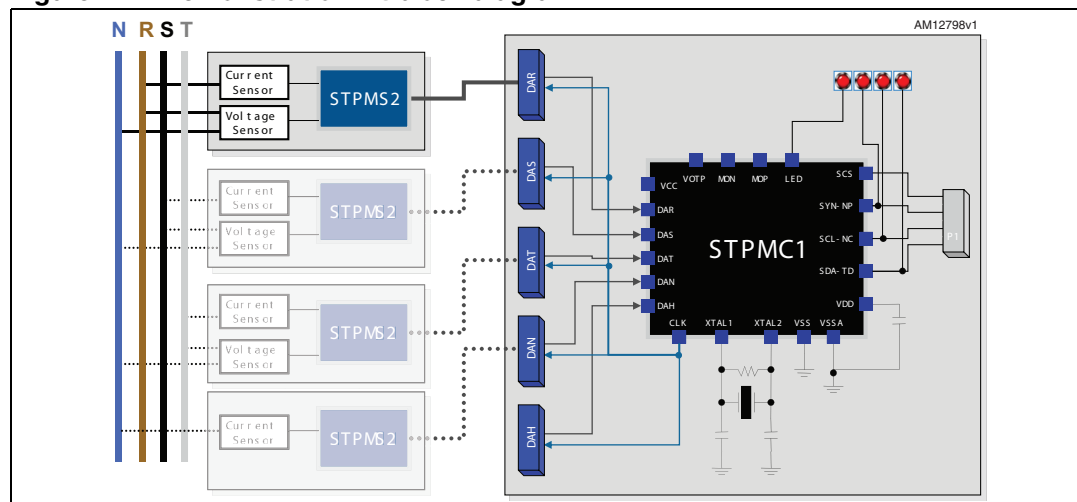 N R S T
AM12798v1
Current
Sensor
Voltage
Sensor
STPMS2
DAR
Current
Sensor
Voltage
Sensor
STPMS2
DAS
Current
Sensor
Voltage
Sensor
STPMS2
DAT
Current
Sensor
STPMS2
DAN
DAH
VOTP
MON
MOP
LED
VCC
DAR
DAS
DAT
DAN
DAH
STPMC1
SCS
SYN-NP
SCL-NC
SDA-TD
VDD
CLK
XTAL1
XTAL2
VSS
VSSA
P1